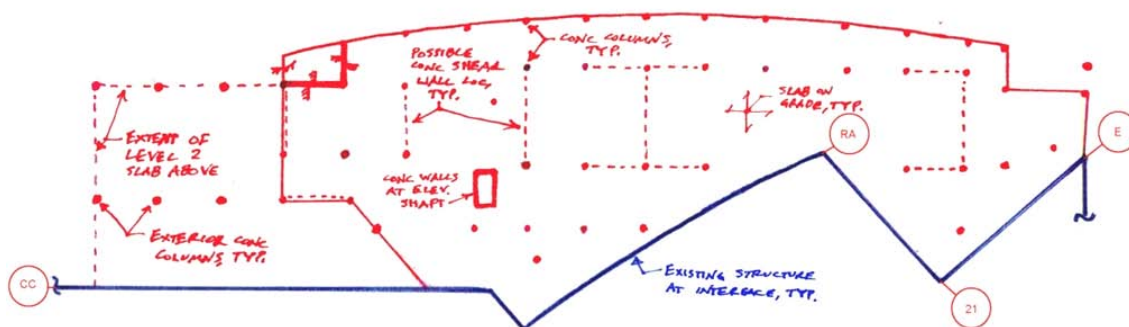 POSSIBLE
CONC SHEAR
WALL LOC,
TYP.
CONC COLUMNS,
TYP.
SLAB ON
GRADE, TYP.
EXTENT OF
LEVEL 2
SLAB ABOVE
CONC WALLS
AT ELEV.
SHAFT
EXTERIOR CONC
COLUMNS, TYP.
EXISTING STRUCTURE
AT INTERFACE, TYP.
RA
E
CC
21